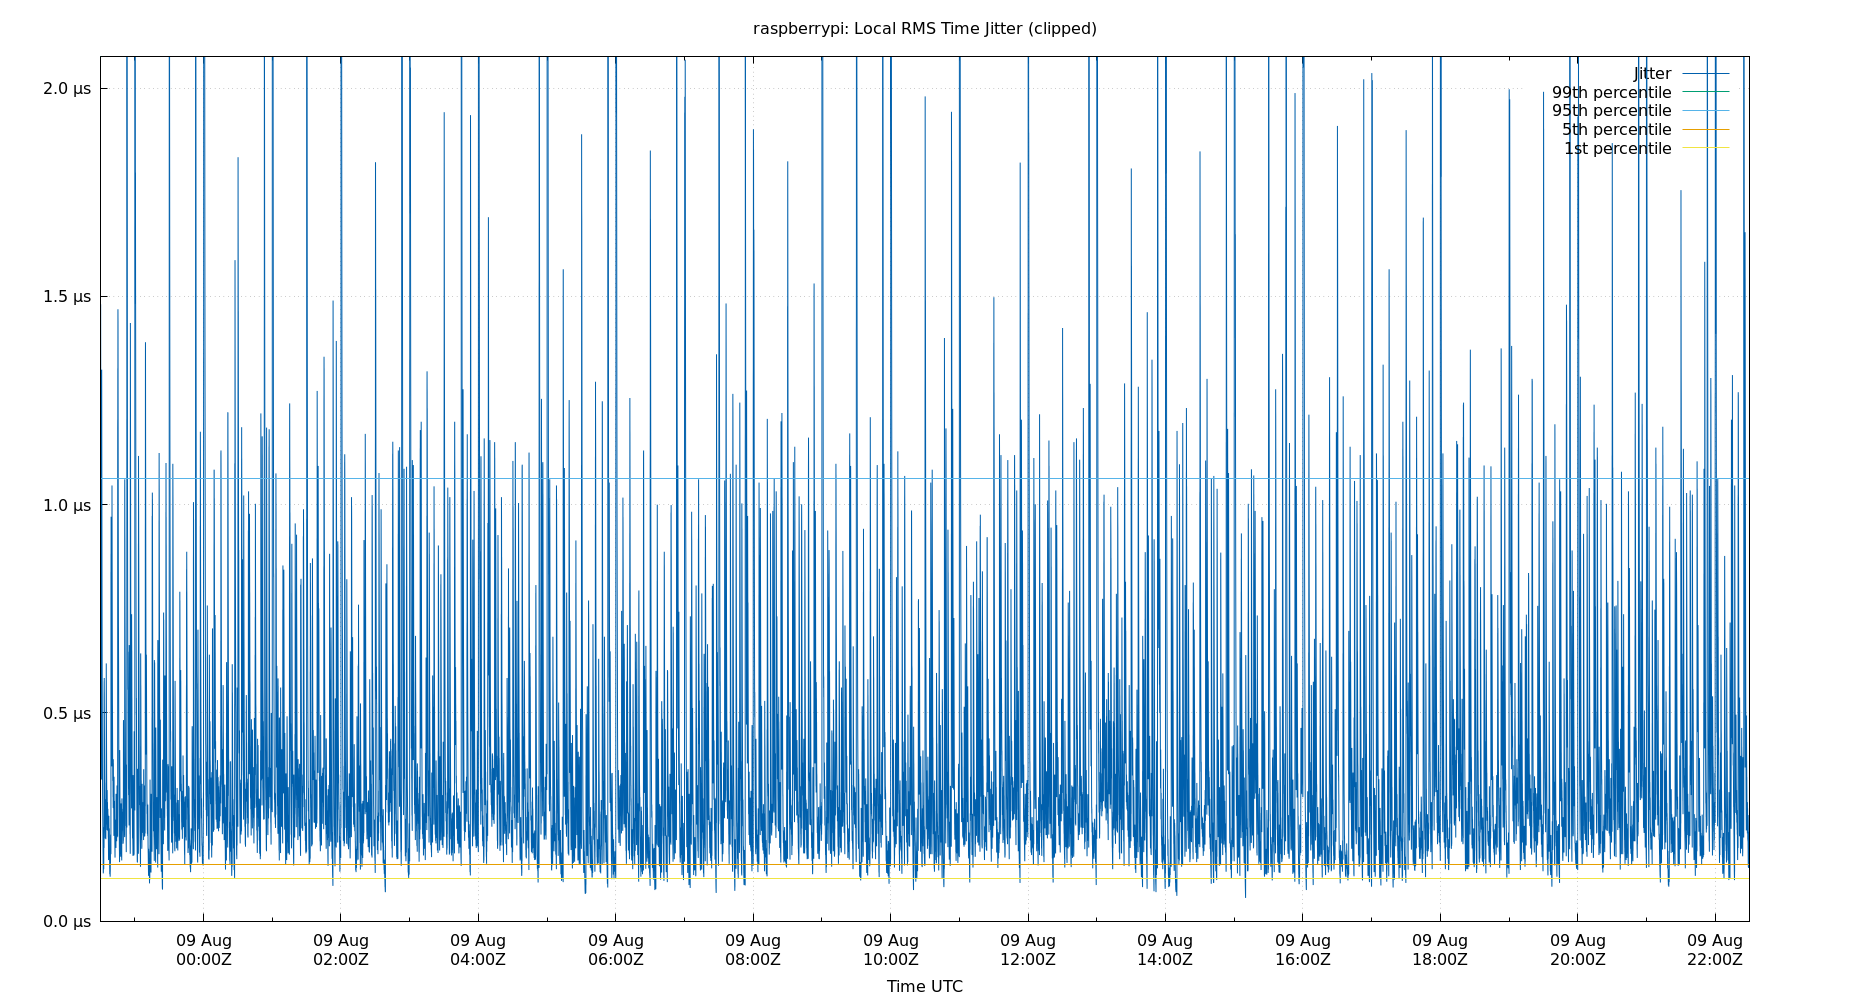 raspberrypi: Local RMS Time Jitter (clipped)
2.0 µs
1.5 µs
1.0 µs
0.5 µs
0.0 µs
Jitter
99th percentile
95th percentile
5th percentile
1st percentile
09 Aug 09 Aug 09 Aug 09 Aug 09 Aug 09 Aug 09 Aug 09 Aug 09 Aug 09 Aug 09 Aug 09 Aug
00:00Z 02:00Z 04:00Z 06:00Z 08:00Z 10:00Z 12:00Z 14:00Z 16:00Z 18:00Z 20:00Z 22:00Z
Time UTC